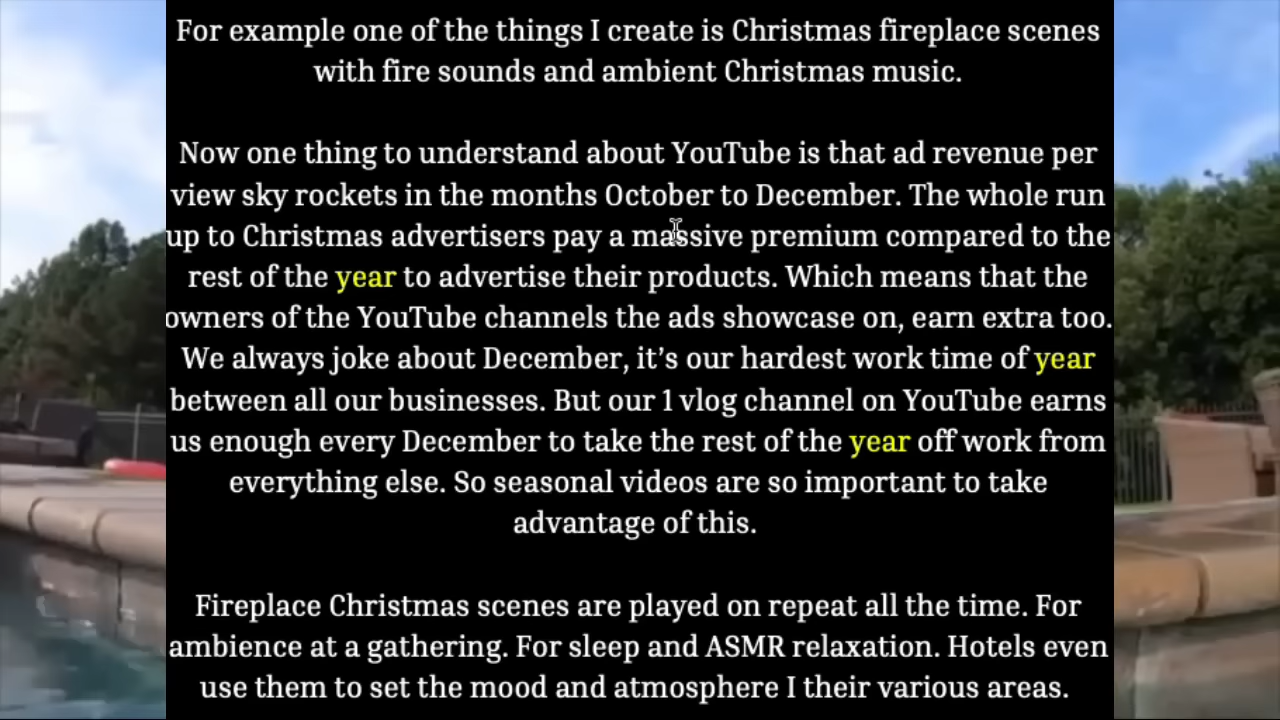 For example one of the things I create is Christmas fireplace scenes
with fire sounds and ambient Christmas music.
Now one thing to understand about YouTube is that ad revenue per
view sky rockets in the months October to December. The whole run
up to Christmas advertisers pay a massive premium compared to the
rest of the year to advertise their products. Which means that the
owners of the YouTube channels the ads showcase on, earn extra too.
We always joke about December, it’s our hardest work time of year
between all our businesses. But our 1 vlog channel on YouTube earns
us enough every December to take the rest of the year off work from
everything else. So seasonal videos are so important to take
advantage of this.
Fireplace Christmas scenes are played on repeat all the time. For
ambience at a gathering. For sleep and ASMR relaxation. Hotels even
use them to set the mood and atmosphere I their various areas.